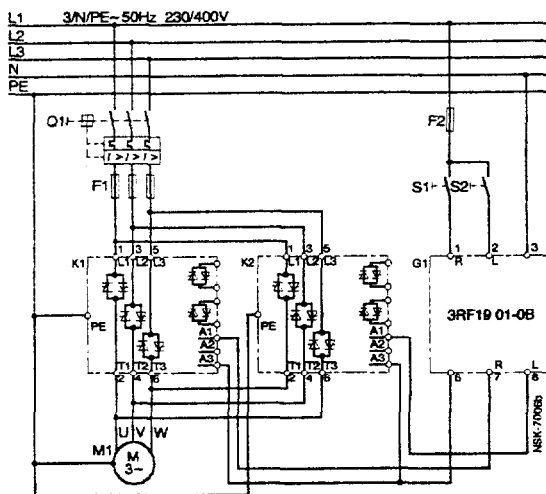 L1 3/N/PE~ 50Hz 230/400V
L2
L3
N
PE
Q1
I> I> I>
F1
F2
S1 S2
1 3 5
K1 L1 L2 L3
PE
A1
A2
A3
T1 T2 T3
2 4 6
1 3 5
K2 L1 L2 L3
PE
A1
A2
A3
T1 T2 T3
2 4 6
1 2 3
G1 R L
3RF19 01-0B
R L
6 7 8
U V W
M1
M
3~
NSK-7006b